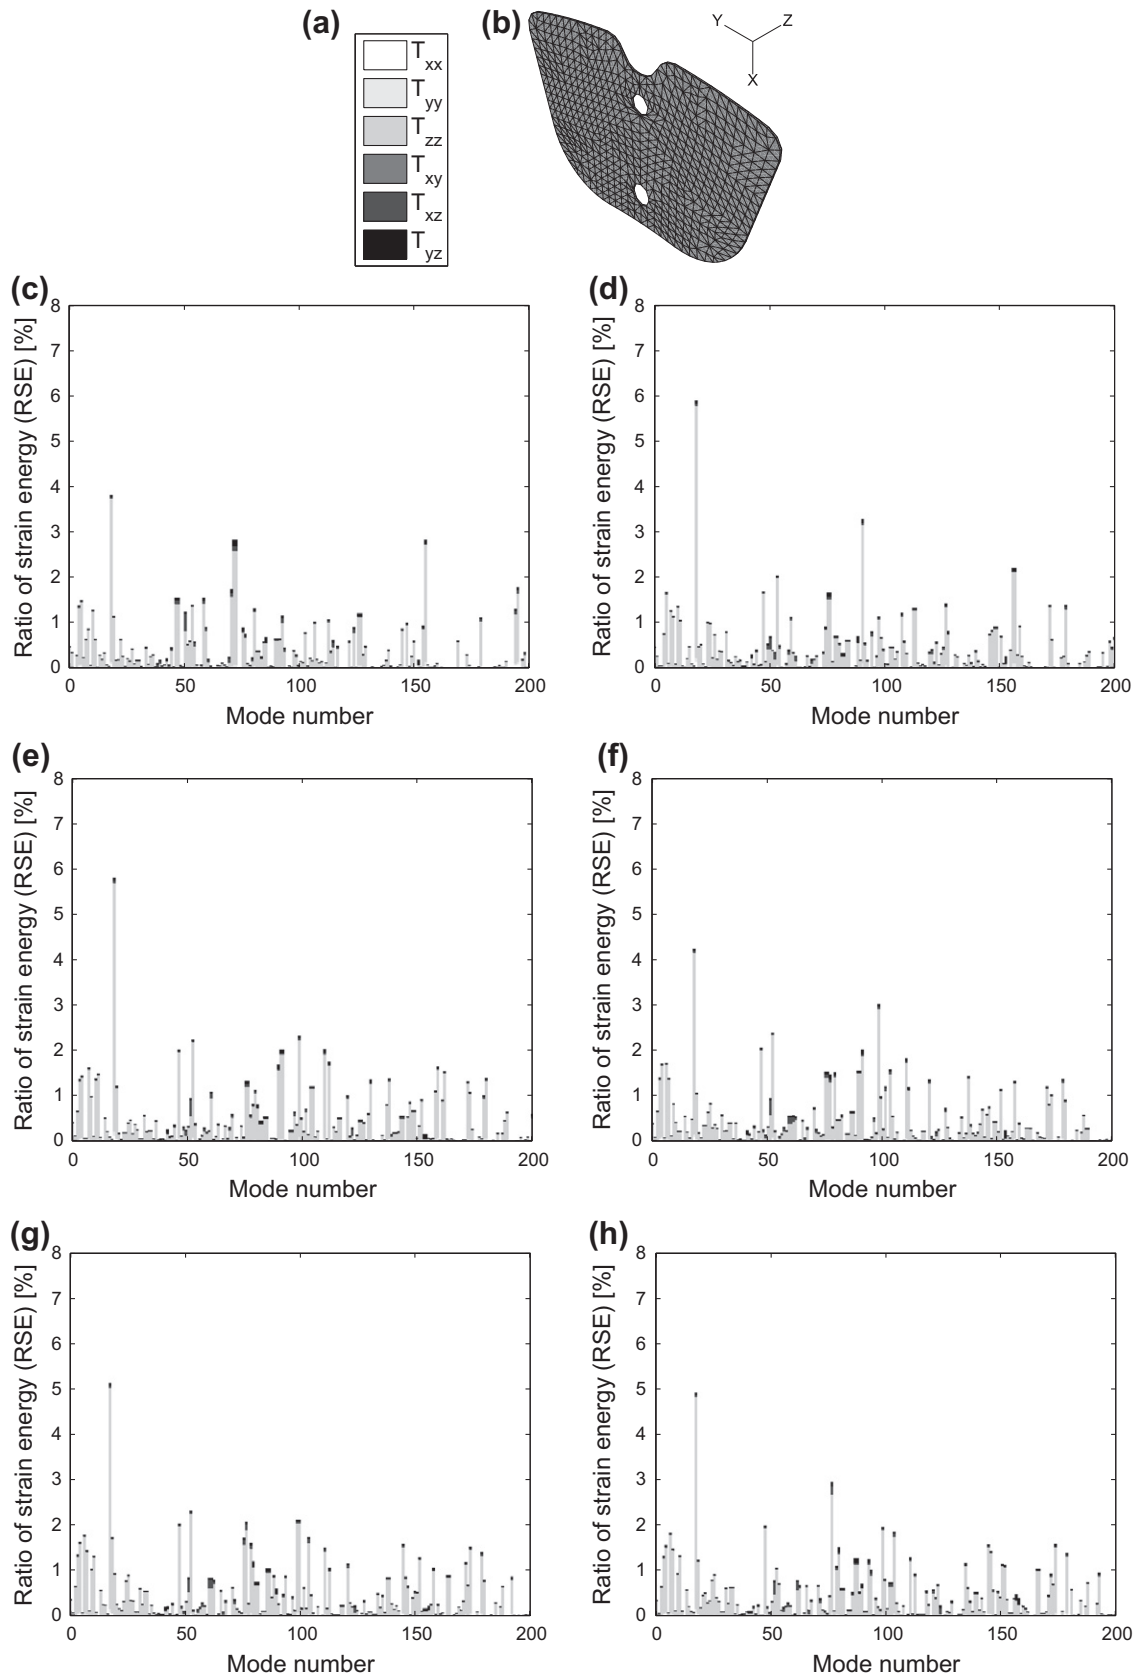 (a)
T xx
T yy
T zz
T xy
T xz
T yz
(b)
Y Z
X
(c)
8
7
6
5
4
3
2
1
0
Ratio of strain energy (RSE) [%]
0 50 100 150 200
Mode number
(d)
8
7
6
5
4
3
2
1
0
Ratio of strain energy (RSE) [%]
0 50 100 150 200
Mode number
(e)
8
7
6
5
4
3
2
1
0
Ratio of strain energy (RSE) [%]
0 50 100 150 200
Mode number
(f)
8
7
6
5
4
3
2
1
0
Ratio of strain energy (RSE) [%]
0 50 100 150 200
Mode number
(g)
8
7
6
5
4
3
2
1
0
Ratio of strain energy (RSE) [%]
0 50 100 150 200
Mode number
(h)
8
7
6
5
4
3
2
1
0
Ratio of strain energy (RSE) [%]
0 50 100 150 200
Mode number